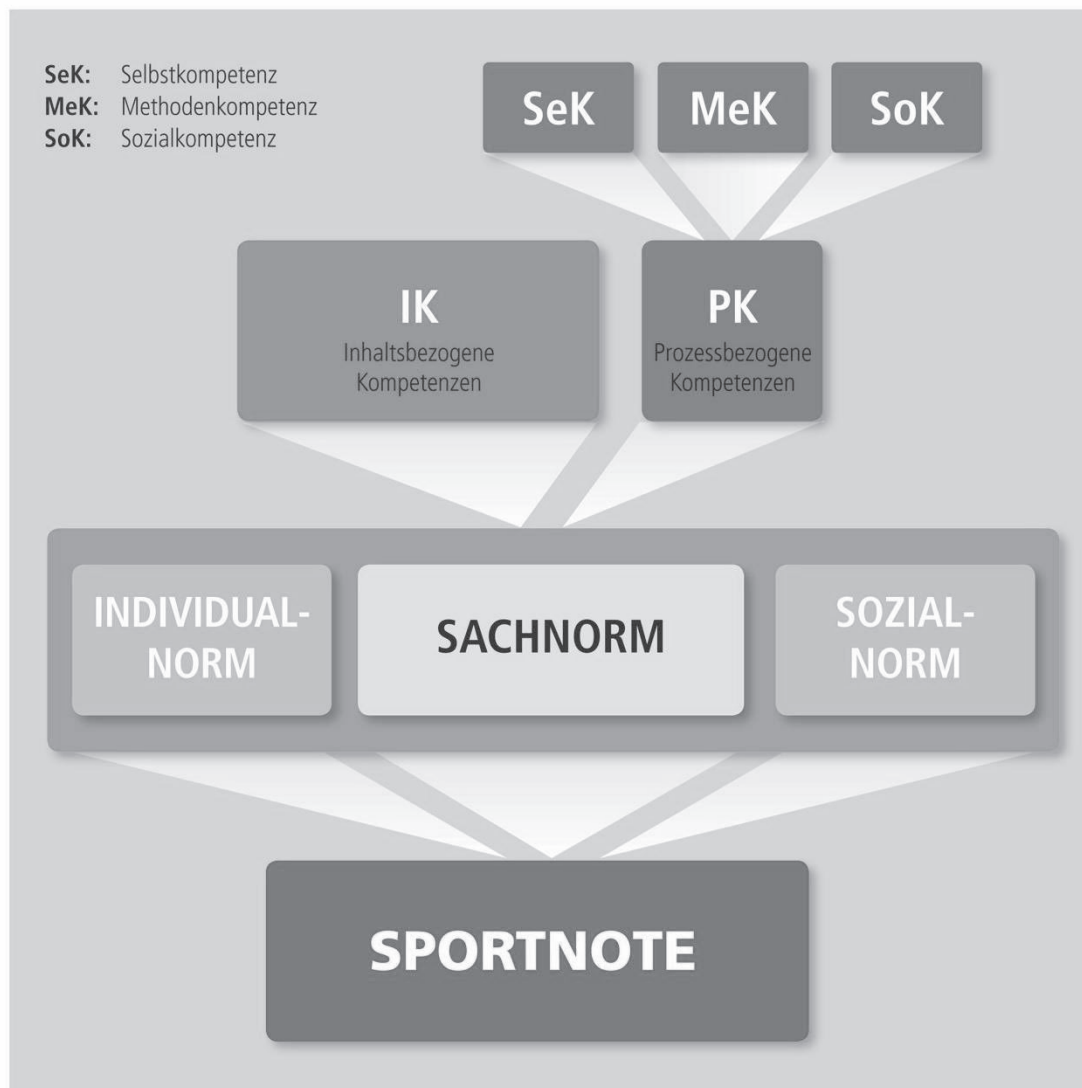 SeK: Selbstkompetenz
MeK: Methodenkompetenz
SoK: Sozialkompetenz
SeK
MeK
SoK
IK
Inhaltsbezogene
Kompetenzen
PK
Prozessbezogene
Kompetenzen
INDIVIDUAL-
NORM
SACHNORM
SOZIAL-
NORM
SPORTNOTE